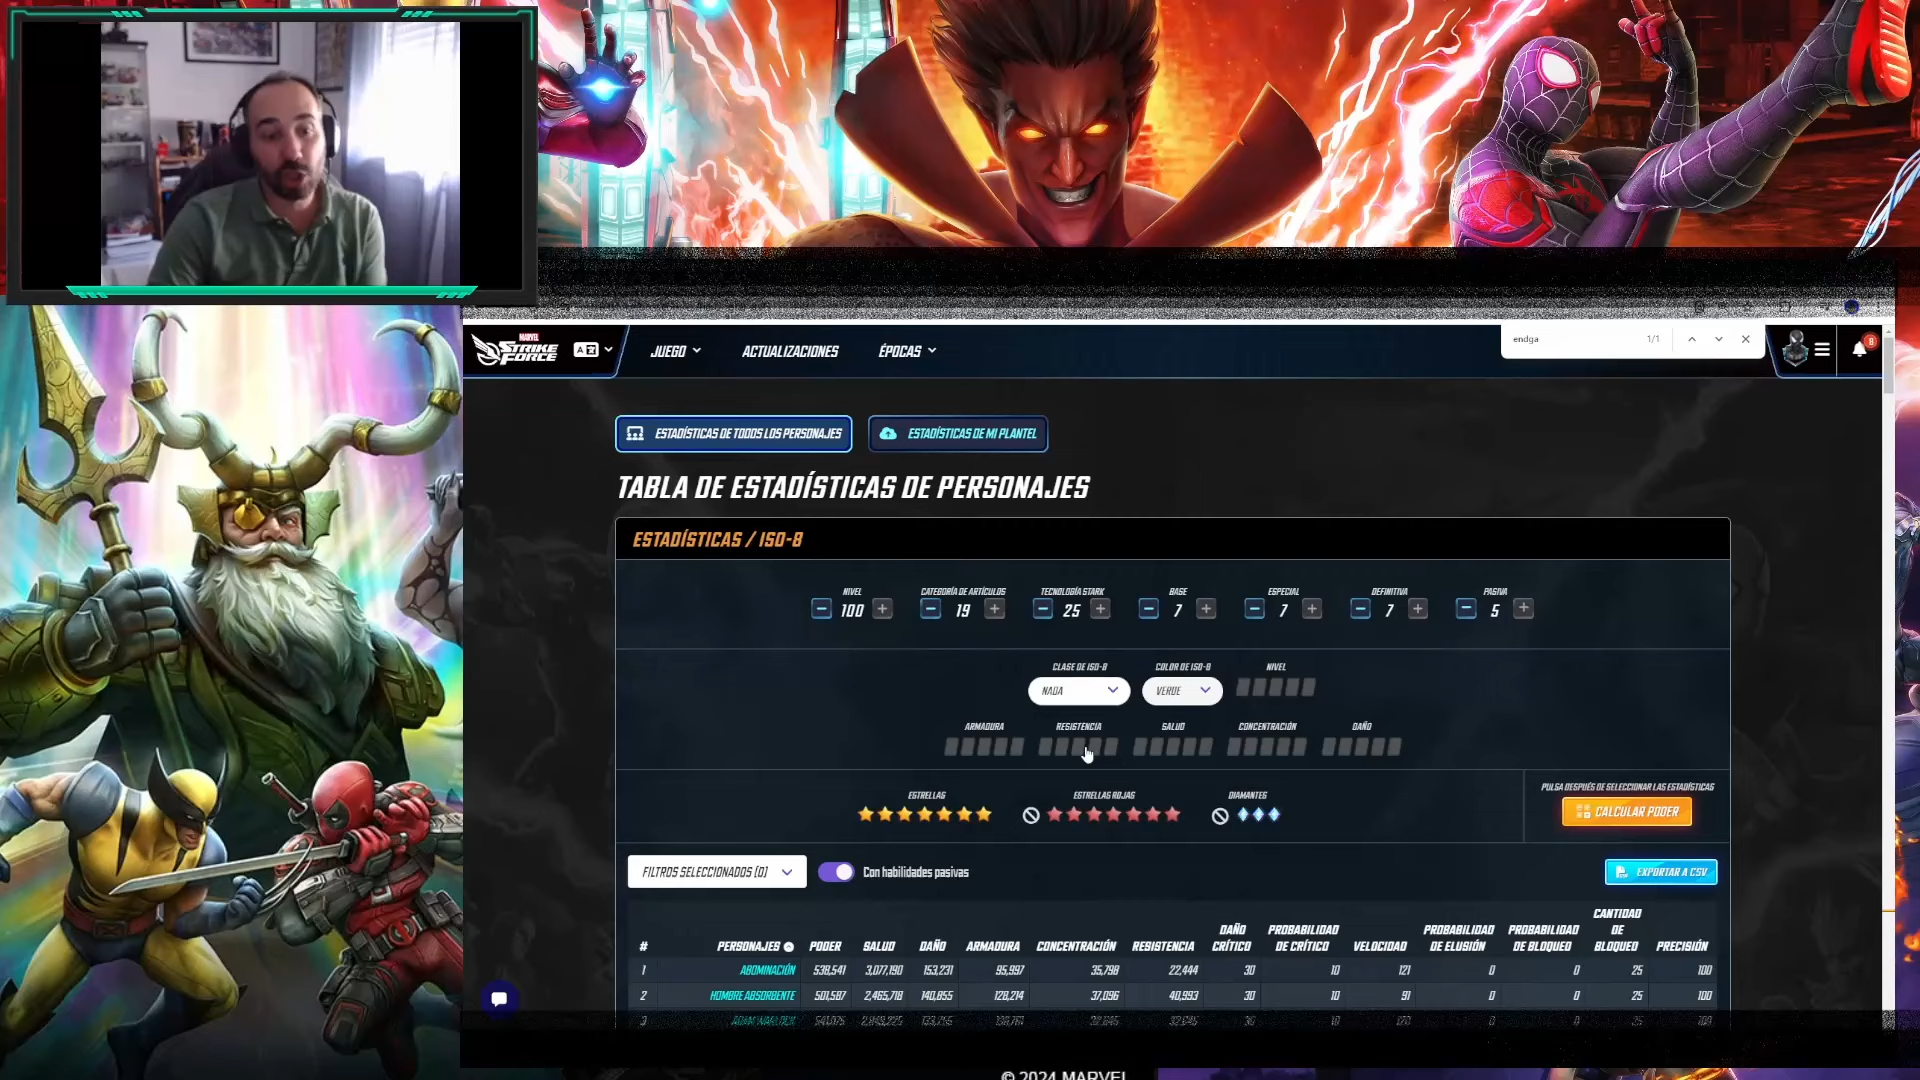 endga
1/1
MARVEL
STRIKE FORCE
JUEGO
ACTUALIZACIONES
ÉPOCAS
8
ESTADÍSTICAS DE TODOS LOS PERSONAJES
ESTADÍSTICAS DE MI PLANTEL
TABLA DE ESTADÍSTICAS DE PERSONAJES
ESTADÍSTICAS / ISO-8
NIVEL CATEGORÍA DE ARTÍCULOS TECNOLOGÍA STARK BASE ESPECIAL DEFINITIVA PASIVA
100 19 25 7 7 7 5
CLASE DE ISO-8 COLOR DE ISO-8 NIVEL
NADA VERDE
ARMADURA RESISTENCIA SALUD CONCENTRACIÓN DAÑO
ESTRELLAS ESTRELLAS ROJAS DIAMANTES
PULSA DESPUÉS DE SELECCIONAR LAS ESTADÍSTICAS
CALCULAR PODER
FILTROS SELECCIONADOS (0)
Con habilidades pasivas
EXPORTAR A CSV
# PERSONAJES PODER SALUD DAÑO ARMADURA CONCENTRACIÓN RESISTENCIA DAÑO CRÍTICO PROBABILIDAD DE CRÍTICO VELOCIDAD PROBABILIDAD DE ELUSIÓN PROBABILIDAD DE BLOQUEO CANTIDAD DE BLOQUEO PRECISIÓN
1 ABOMINACIÓN 538,541 3,077,190 153,231 95,997 35,798 22,444 30 10 121 0 0 25 100
2 HOMBRE ABSORBENTE 501,587 2,465,718 140,855 128,214 37,096 40,993 30 10 91 0 0 25 100
3 ADAM WARLOCK
© 2024 MARVEL